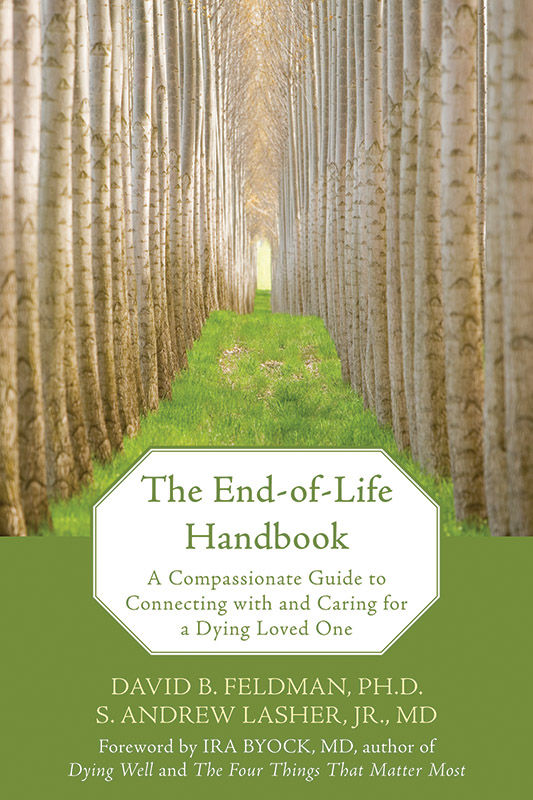 The End-of-Life
Handbook
A Compassionate Guide to
Connecting with and Caring for
a Dying Loved One
DAVID B. FELDMAN, PH.D.
S. ANDREW LASHER, JR., MD
Foreword by IRA BYOCK, MD, author of
Dying Well and The Four Things That Matter Most